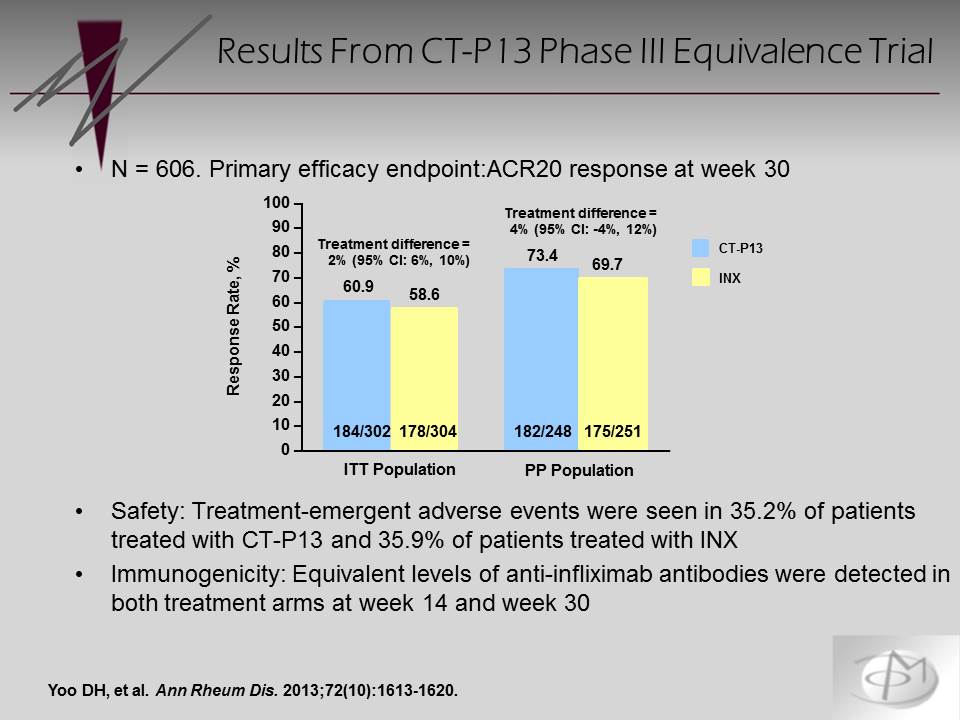 Results From CT-P13 Phase III Equivalence Trial
• N = 606. Primary efficacy endpoint:ACR20 response at week 30
Response Rate, %
100
90
80
70
60
50
40
30
20
10
0
Treatment difference =
2% (95% CI: 6%, 10%)
60.9
58.6
184/302
178/304
ITT Population
Treatment difference =
4% (95% CI: -4%, 12%)
73.4
69.7
182/248
175/251
PP Population
CT-P13
INX
• Safety: Treatment-emergent adverse events were seen in 35.2% of patients
treated with CT-P13 and 35.9% of patients treated with INX
• Immunogenicity: Equivalent levels of anti-infliximab antibodies were detected in
both treatment arms at week 14 and week 30
Yoo DH, et al. Ann Rheum Dis. 2013;72(10):1613-1620.